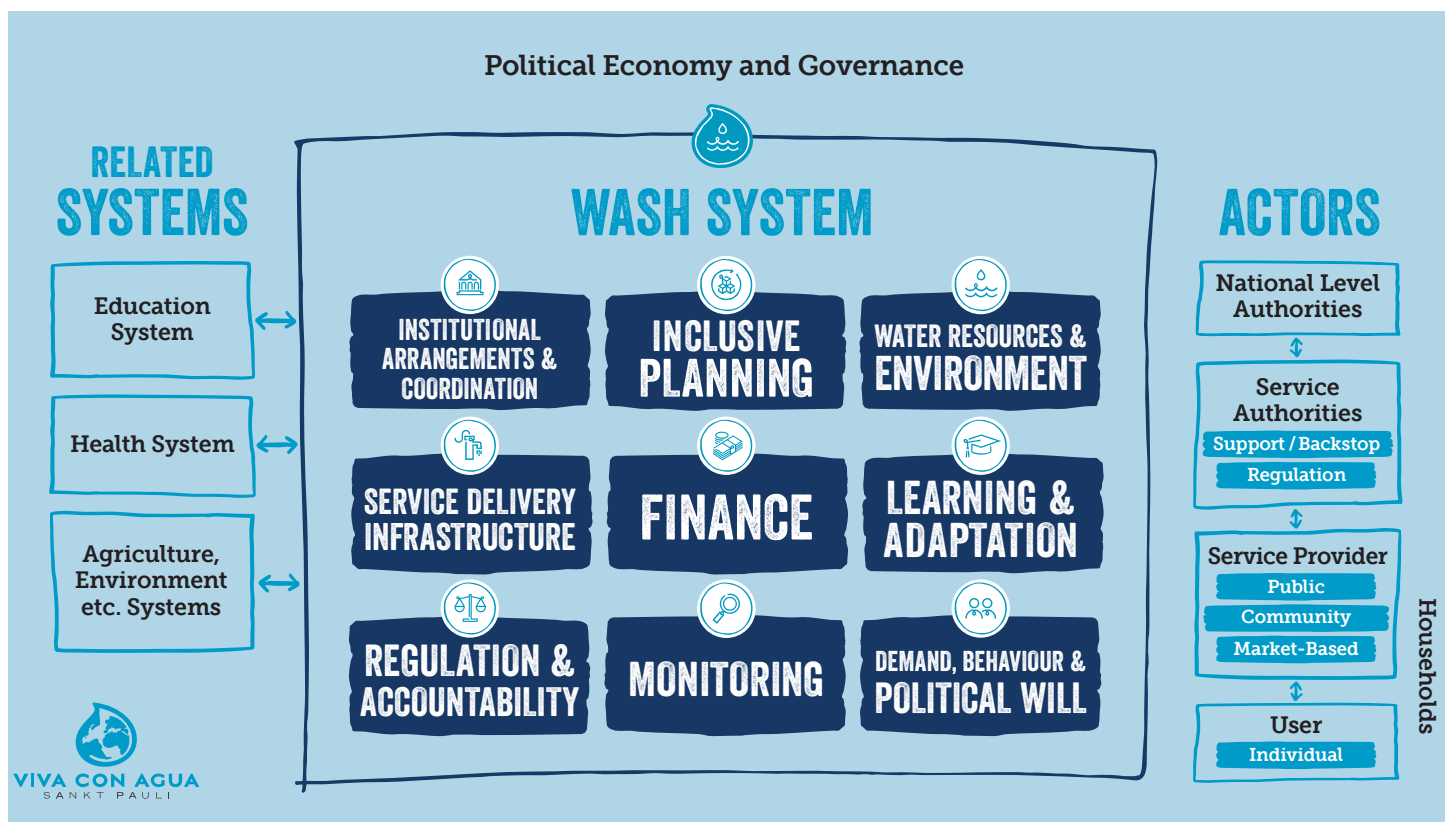 Political Economy and Governance
RELATED
SYSTEMS
Education
System
Health System
Agriculture,
Environment
etc. Systems
WASH SYSTEM
INSTITUTIONAL
ARRANGEMENTS &
COORDINATION
INCLUSIVE
PLANNING
WATER RESOURCES &
ENVIRONMENT
SERVICE DELIVERY
INFRASTRUCTURE
FINANCE
LEARNING &
ADAPTATION
REGULATION &
ACCOUNTABILITY
MONITORING
DEMAND, BEHAVIOUR &
POLITICAL WILL
ACTORS
National Level
Authorities
Service
Authorities
Support / Backstop
Regulation
Service Provider
Public
Community
Market-Based
User
Individual
Households
VIVA CON AGUA
SANKT PAULI